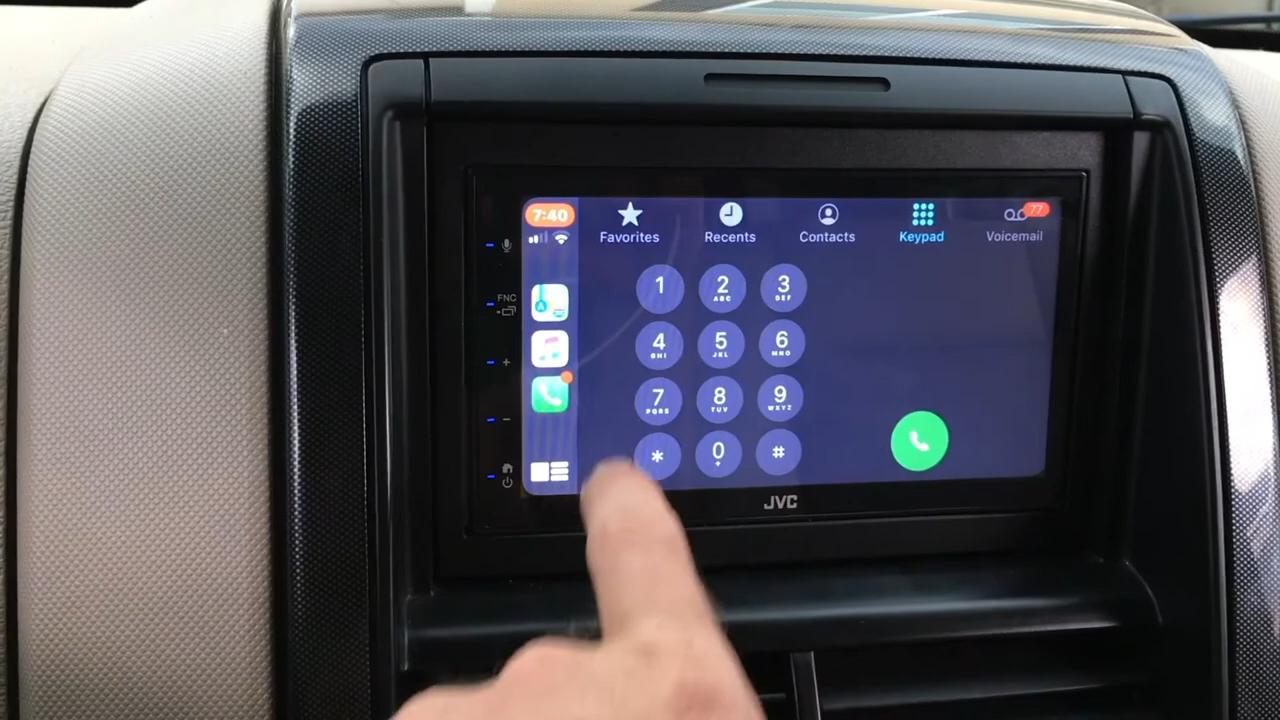 7:40
Favorites
Recents
Contacts
Keypad
77
Voicemail
FNC
+
−
1
2
ABC
3
DEF
4
GHI
5
JKL
6
MNO
7
PQRS
8
TUV
9
WXYZ
*
0
+
#
JVC